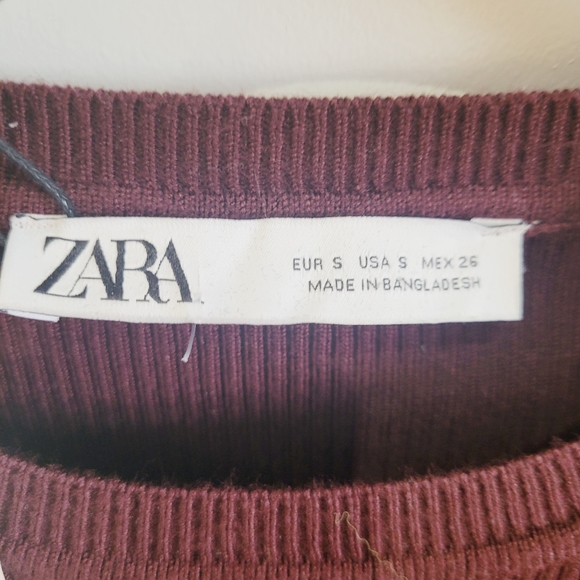 ZARA
EUR S USA S MEX 26
MADE IN BANGLADESH